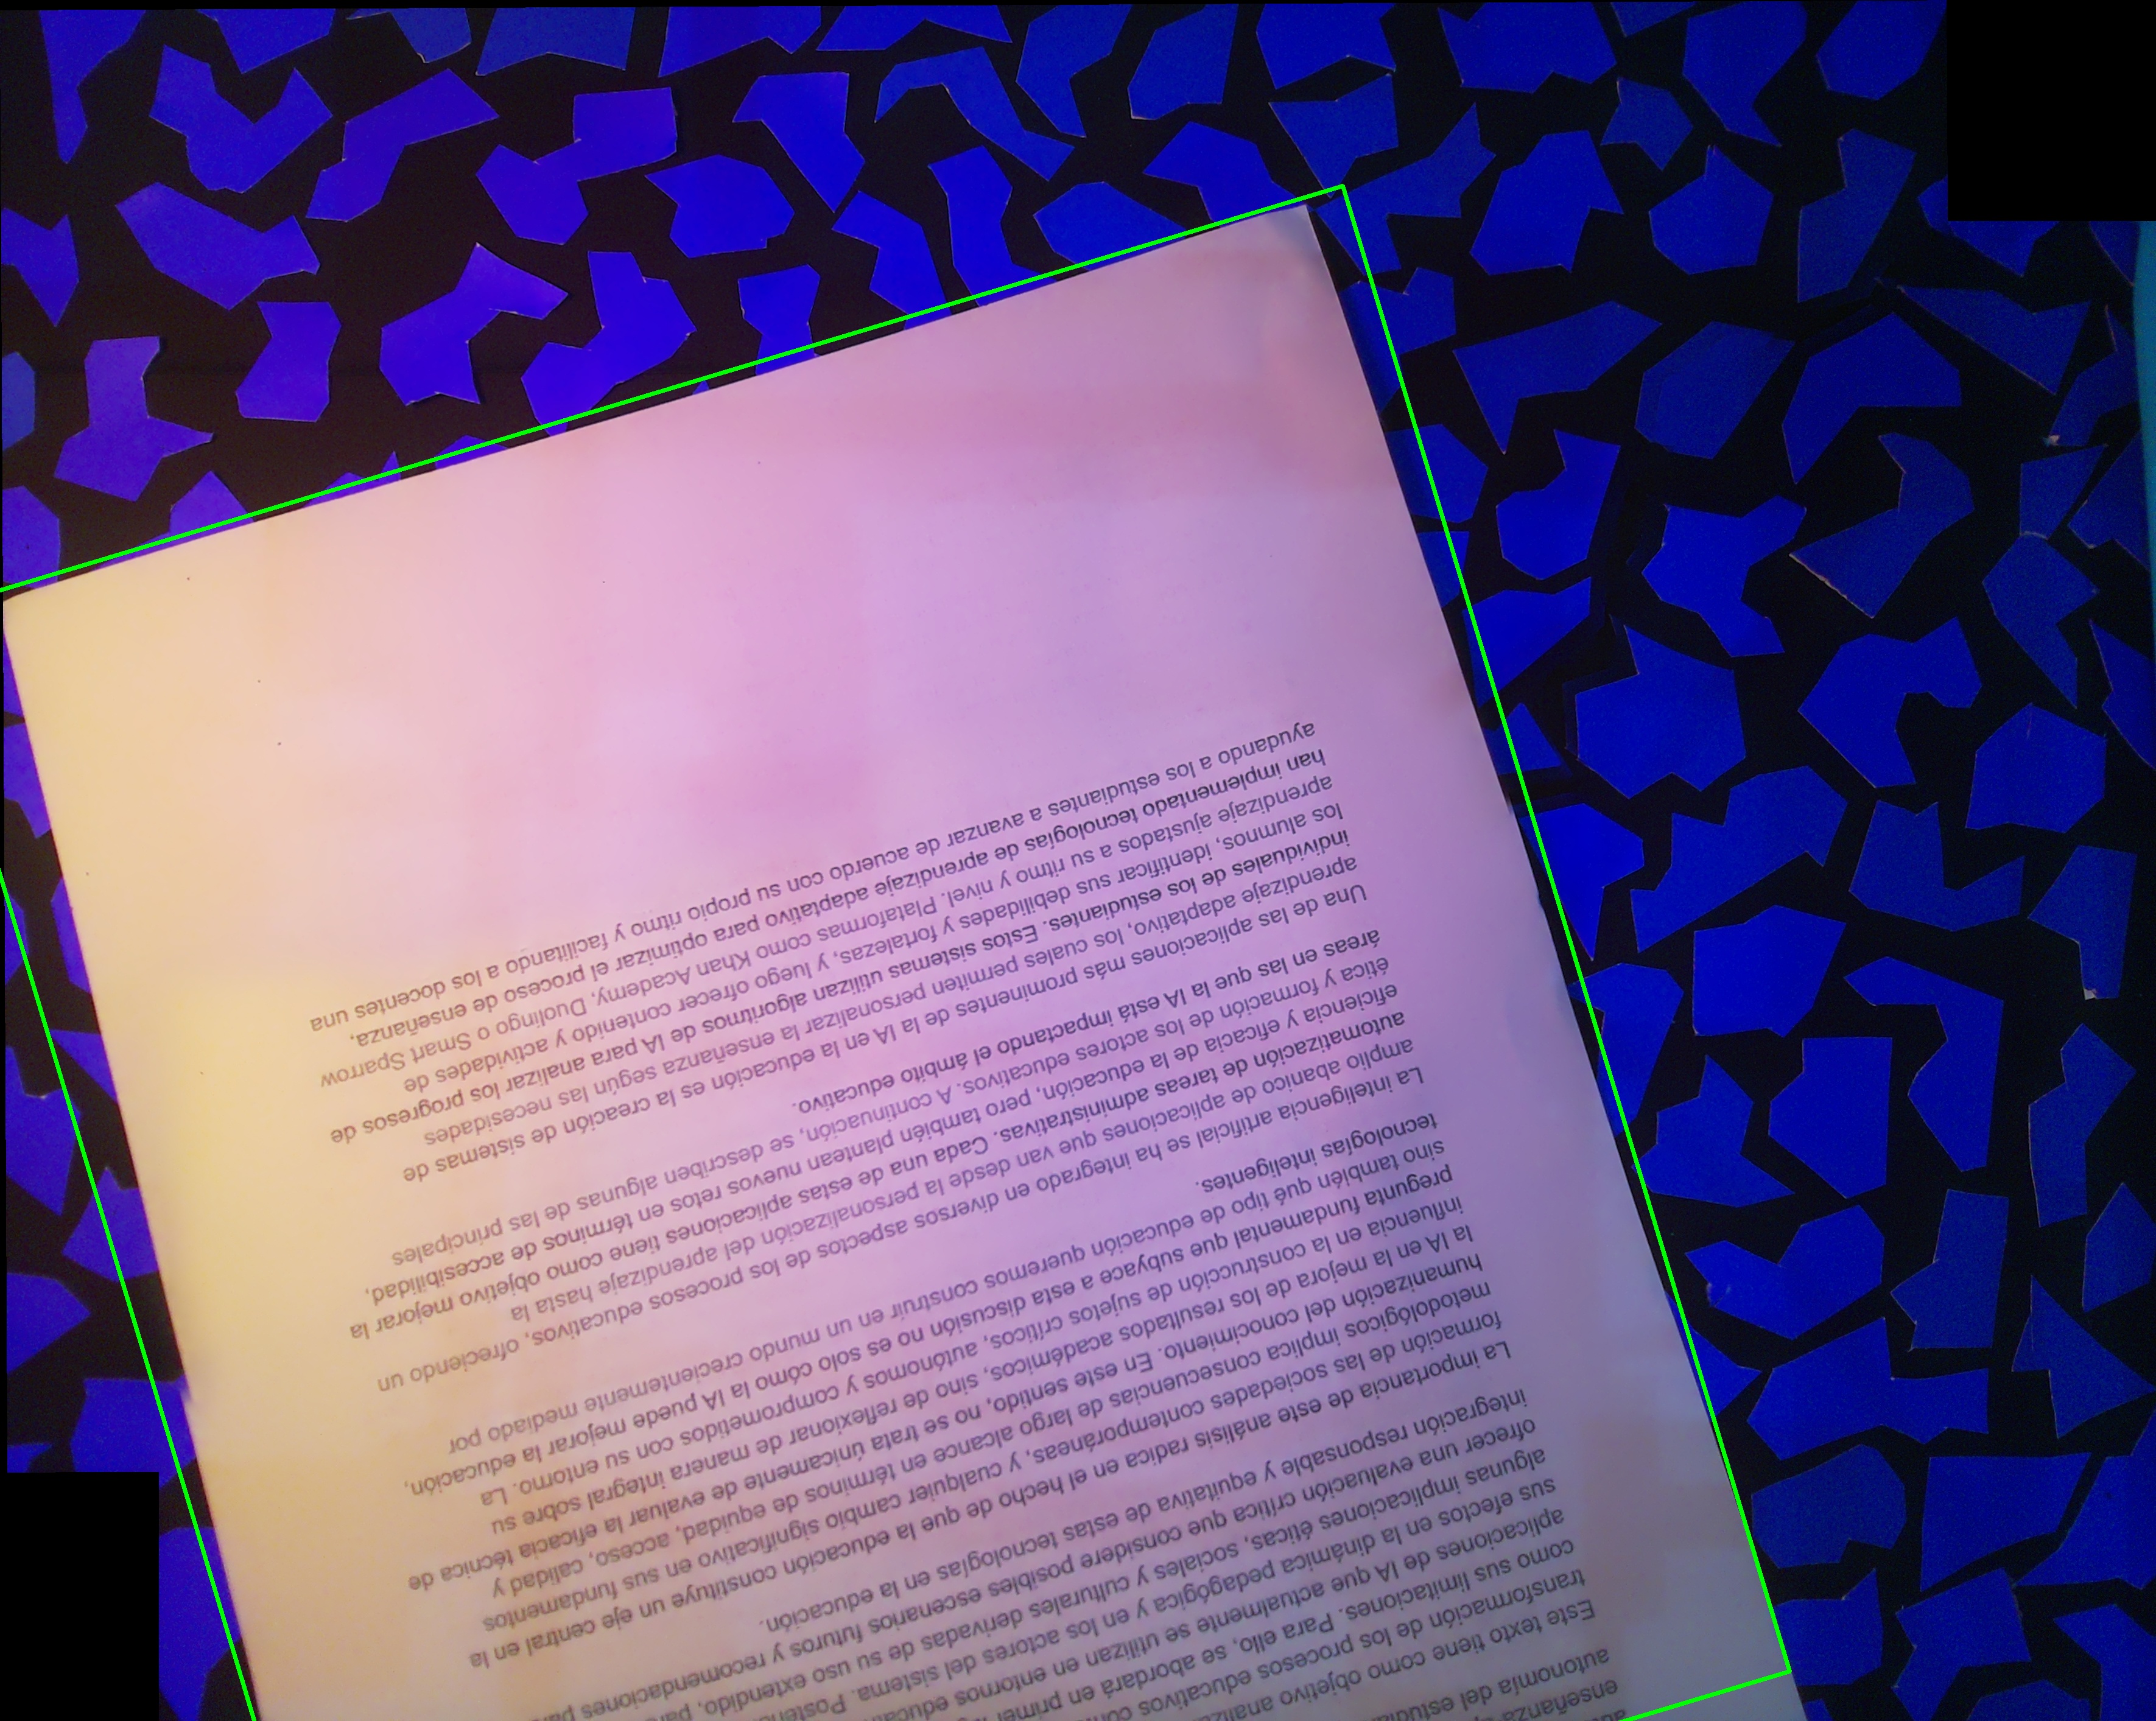 enseñanza
autonomía del
Este texto tiene como objetivo
transformación de los procesos educativos
como sus limitaciones. Para ello, se abordará en
aplicaciones de IA que actualmente se utilizan en entornos
sus efectos en la dinámica pedagógica y en los actores del sistema.
algunas implicaciones éticas, sociales y culturales derivadas de su uso extendido,
ofrecer una evaluación crítica que considere posibles escenarios futuros y recomendaciones
integración responsable y equitativa de estas tecnologías en la educación.
La importancia de este análisis radica en el hecho de que la educación constituye un eje central en la
formación de las sociedades contemporáneas, y cualquier cambio significativo en sus fundamentos
metodológicos implica consecuencias de largo alcance en términos de equidad, acceso, calidad y
humanización del conocimiento. En este sentido, no se trata únicamente de evaluar la eficacia técnica de
la IA en la mejora de los resultados académicos, sino de reflexionar de manera integral sobre su
influencia en la construcción de sujetos críticos, autónomos y comprometidos con su entorno. La
pregunta fundamental que subyace a esta discusión no es solo cómo la IA puede mejorar la educación,
sino también qué tipo de educación queremos construir en un mundo crecientemente mediado por
tecnologías inteligentes.
La inteligencia artificial se ha integrado en diversos aspectos de los procesos educativos, ofreciendo un
amplio abanico de aplicaciones que van desde la personalización del aprendizaje hasta la
automatización de tareas administrativas. Cada una de estas aplicaciones tiene como objetivo mejorar la
eficiencia y eficacia de la educación, pero también plantean nuevos retos en términos de accesibilidad,
ética y formación de los actores educativos. A continuación, se describen algunas de las principales
áreas en las que la IA está impactando el ámbito educativo.
Una de las aplicaciones más prominentes de la IA en la educación es la creación de sistemas de
aprendizaje adaptativo, los cuales permiten personalizar la enseñanza según las necesidades
individuales de los estudiantes. Estos sistemas utilizan algoritmos de IA para analizar los progresos de
los alumnos, identificar sus debilidades y fortalezas, y luego ofrecer contenido y actividades de
aprendizaje ajustados a su ritmo y nivel. Plataformas como Khan Academy, Duolingo o Smart Sparrow
han implementado tecnologías de aprendizaje adaptativo para optimizar el proceso de enseñanza,
ayudando a los estudiantes a avanzar de acuerdo con su propio ritmo y facilitando a los docentes una